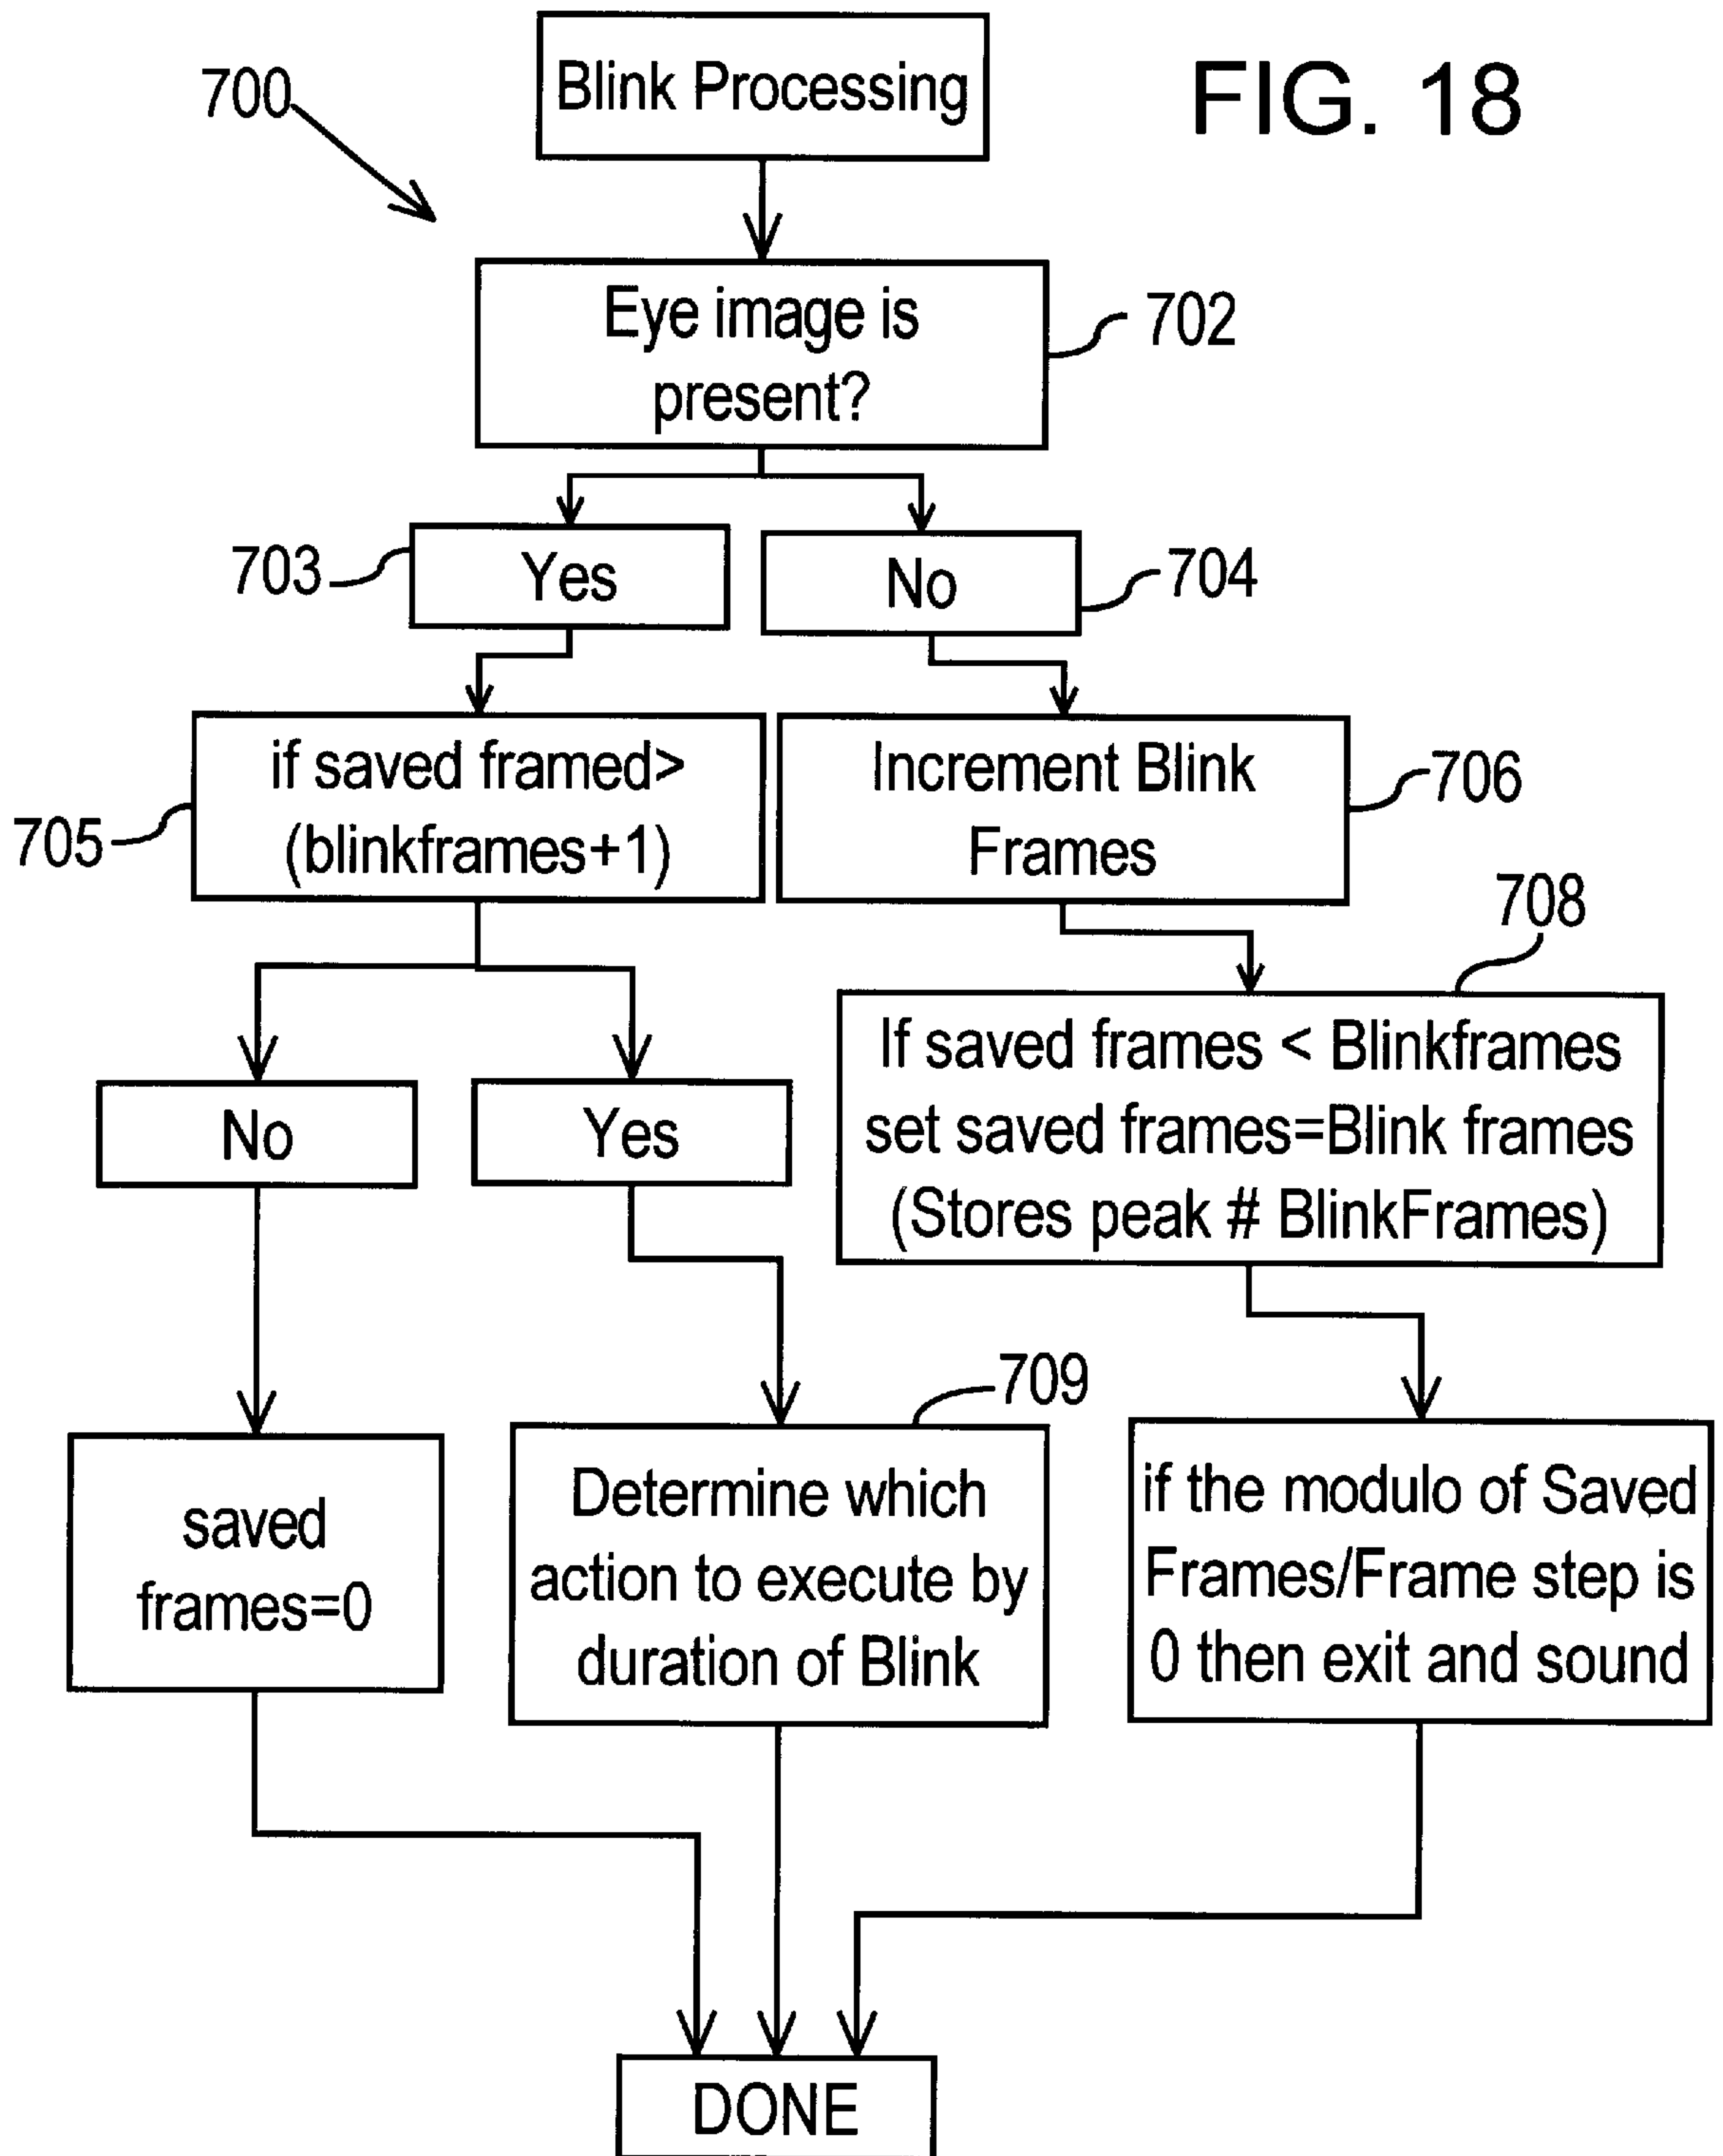 FIG. 18
700
Blink Processing
Eye image is
present?
702
703
Yes
No
704
if saved framed>
(blinkframes+1)
705
Increment Blink
Frames
706
708
No
Yes
If saved frames < Blinkframes
set saved frames=Blink frames
(Stores peak # BlinkFrames)
709
saved
frames=0
Determine which
action to execute by
duration of Blink
if the modulo of Saved
Frames/Frame step is
0 then exit and sound
DONE